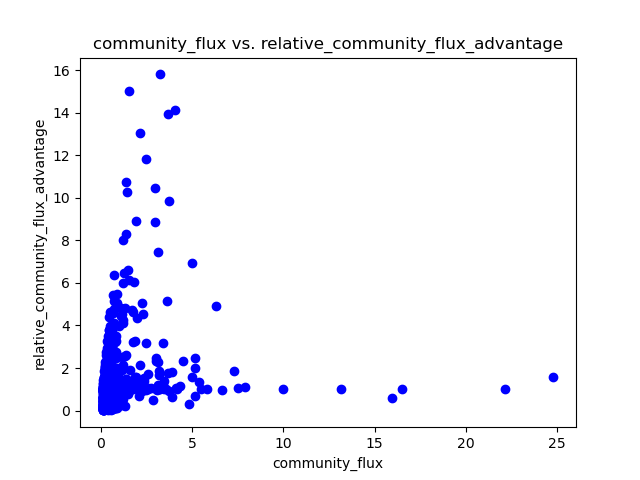 community_flux vs. relative_community_flux_advantage
16
14
12
10
8
6
4
2
0
relative_community_flux_advantage
0 5 10 15 20 25
community_flux